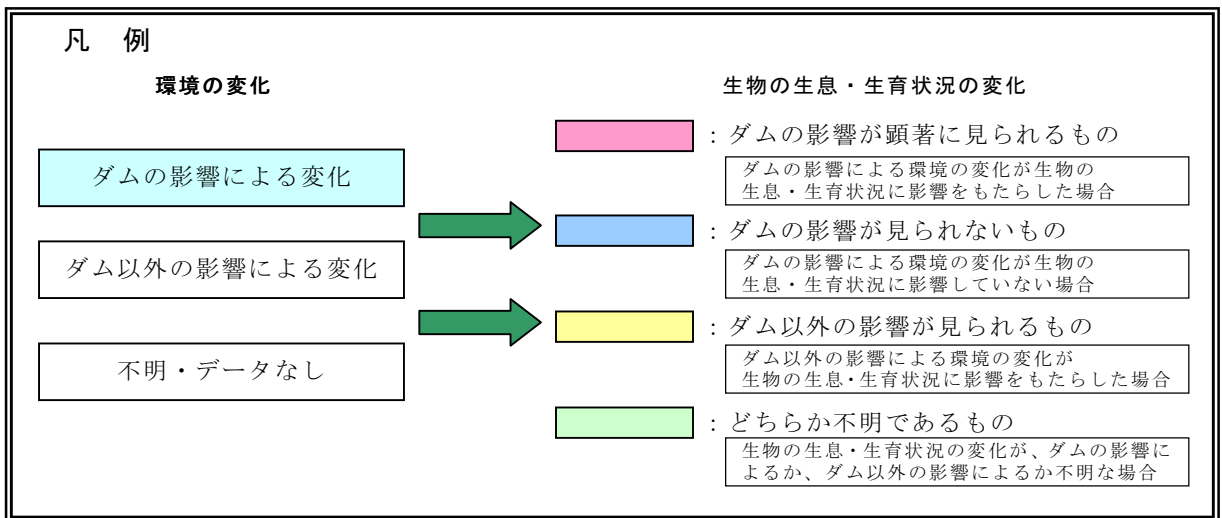 凡 例
環境の変化
ダムの影響による変化
ダム以外の影響による変化
不明・データなし
生物の生息・生育状況の変化
：ダムの影響が顕著に見られるもの
ダムの影響による環境の変化が生物の
生息・生育状況に影響をもたらした場合
：ダムの影響が見られないもの
ダムの影響による環境の変化が生物の
生息・生育状況に影響していない場合
：ダム以外の影響が見られるもの
ダム以外の影響による環境の変化が
生物の生息・生育状況に影響をもたらした場合
：どちらか不明であるもの
生物の生息・生育状況の変化が、ダムの影響に
よるか、ダム以外の影響によるか不明な場合